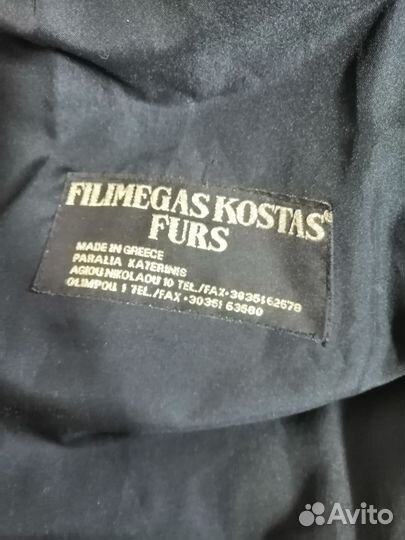 FILIMEGAS KOSTAS®
FURS
MADE IN GREECE
PARALIA KATERINIS
AGIOU NIKOLAOU 10 TEL./FAX+30351 62578
OLIMPOU 1 TEL./FAX+30351 63580
Avito